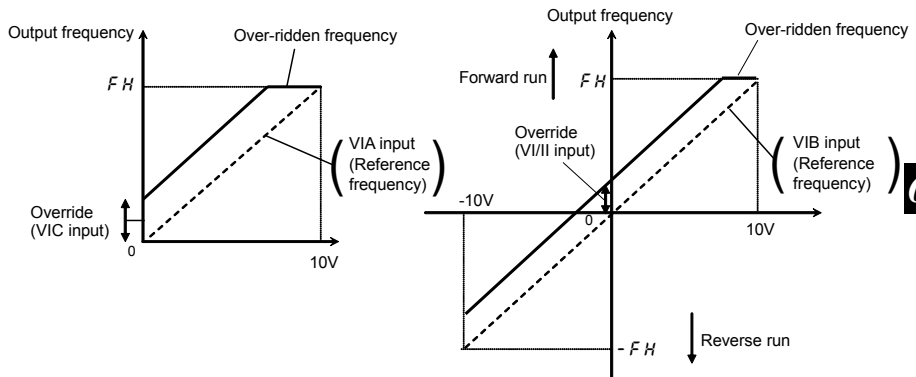 Output frequency
Over-ridden frequency
FH
VIA input
(Reference
frequency)
Override
(VIC input)
0
10V
Output frequency
Over-ridden frequency
Forward run
FH
Override
(VI/II input)
VIB input
(Reference
frequency)
-10V
0
10V
-FH
Reverse run